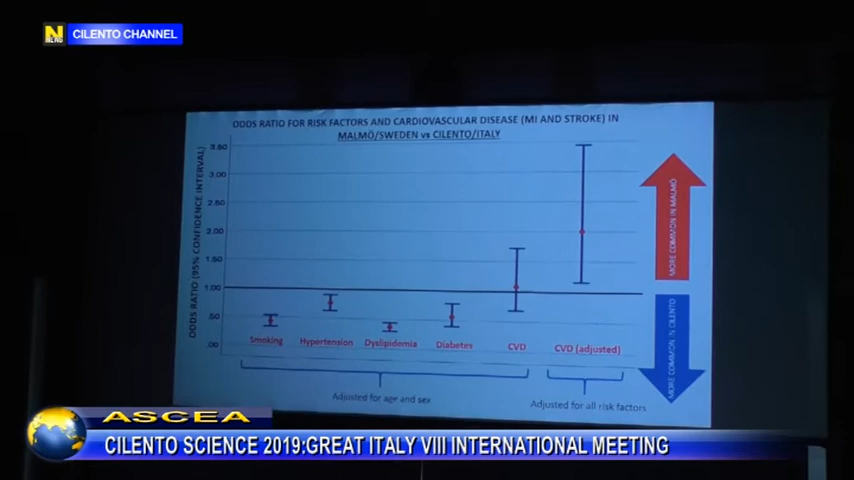 CILENTO CHANNEL
ODDS RATIO FOR RISK FACTORS AND CARDIOVASCULAR DISEASE (MI AND STROKE) IN
MALMÖ/SWEDEN vs CILENTO/ITALY
ODDS RATIO (95% CONFIDENCE INTERVAL)
3.50
3.00
2.50
2.00
1.50
1.00
.50
.00
Smoking
Hypertension
Dyslipidemia
Diabetes
CVD
CVD (adjusted)
Adjusted for age and sex
Adjusted for all risk factors
MORE COMMON IN MALMÖ
MORE COMMON IN CILENTO
ASCEA
CILENTO SCIENCE 2019:GREAT ITALY VIII INTERNATIONAL MEETING